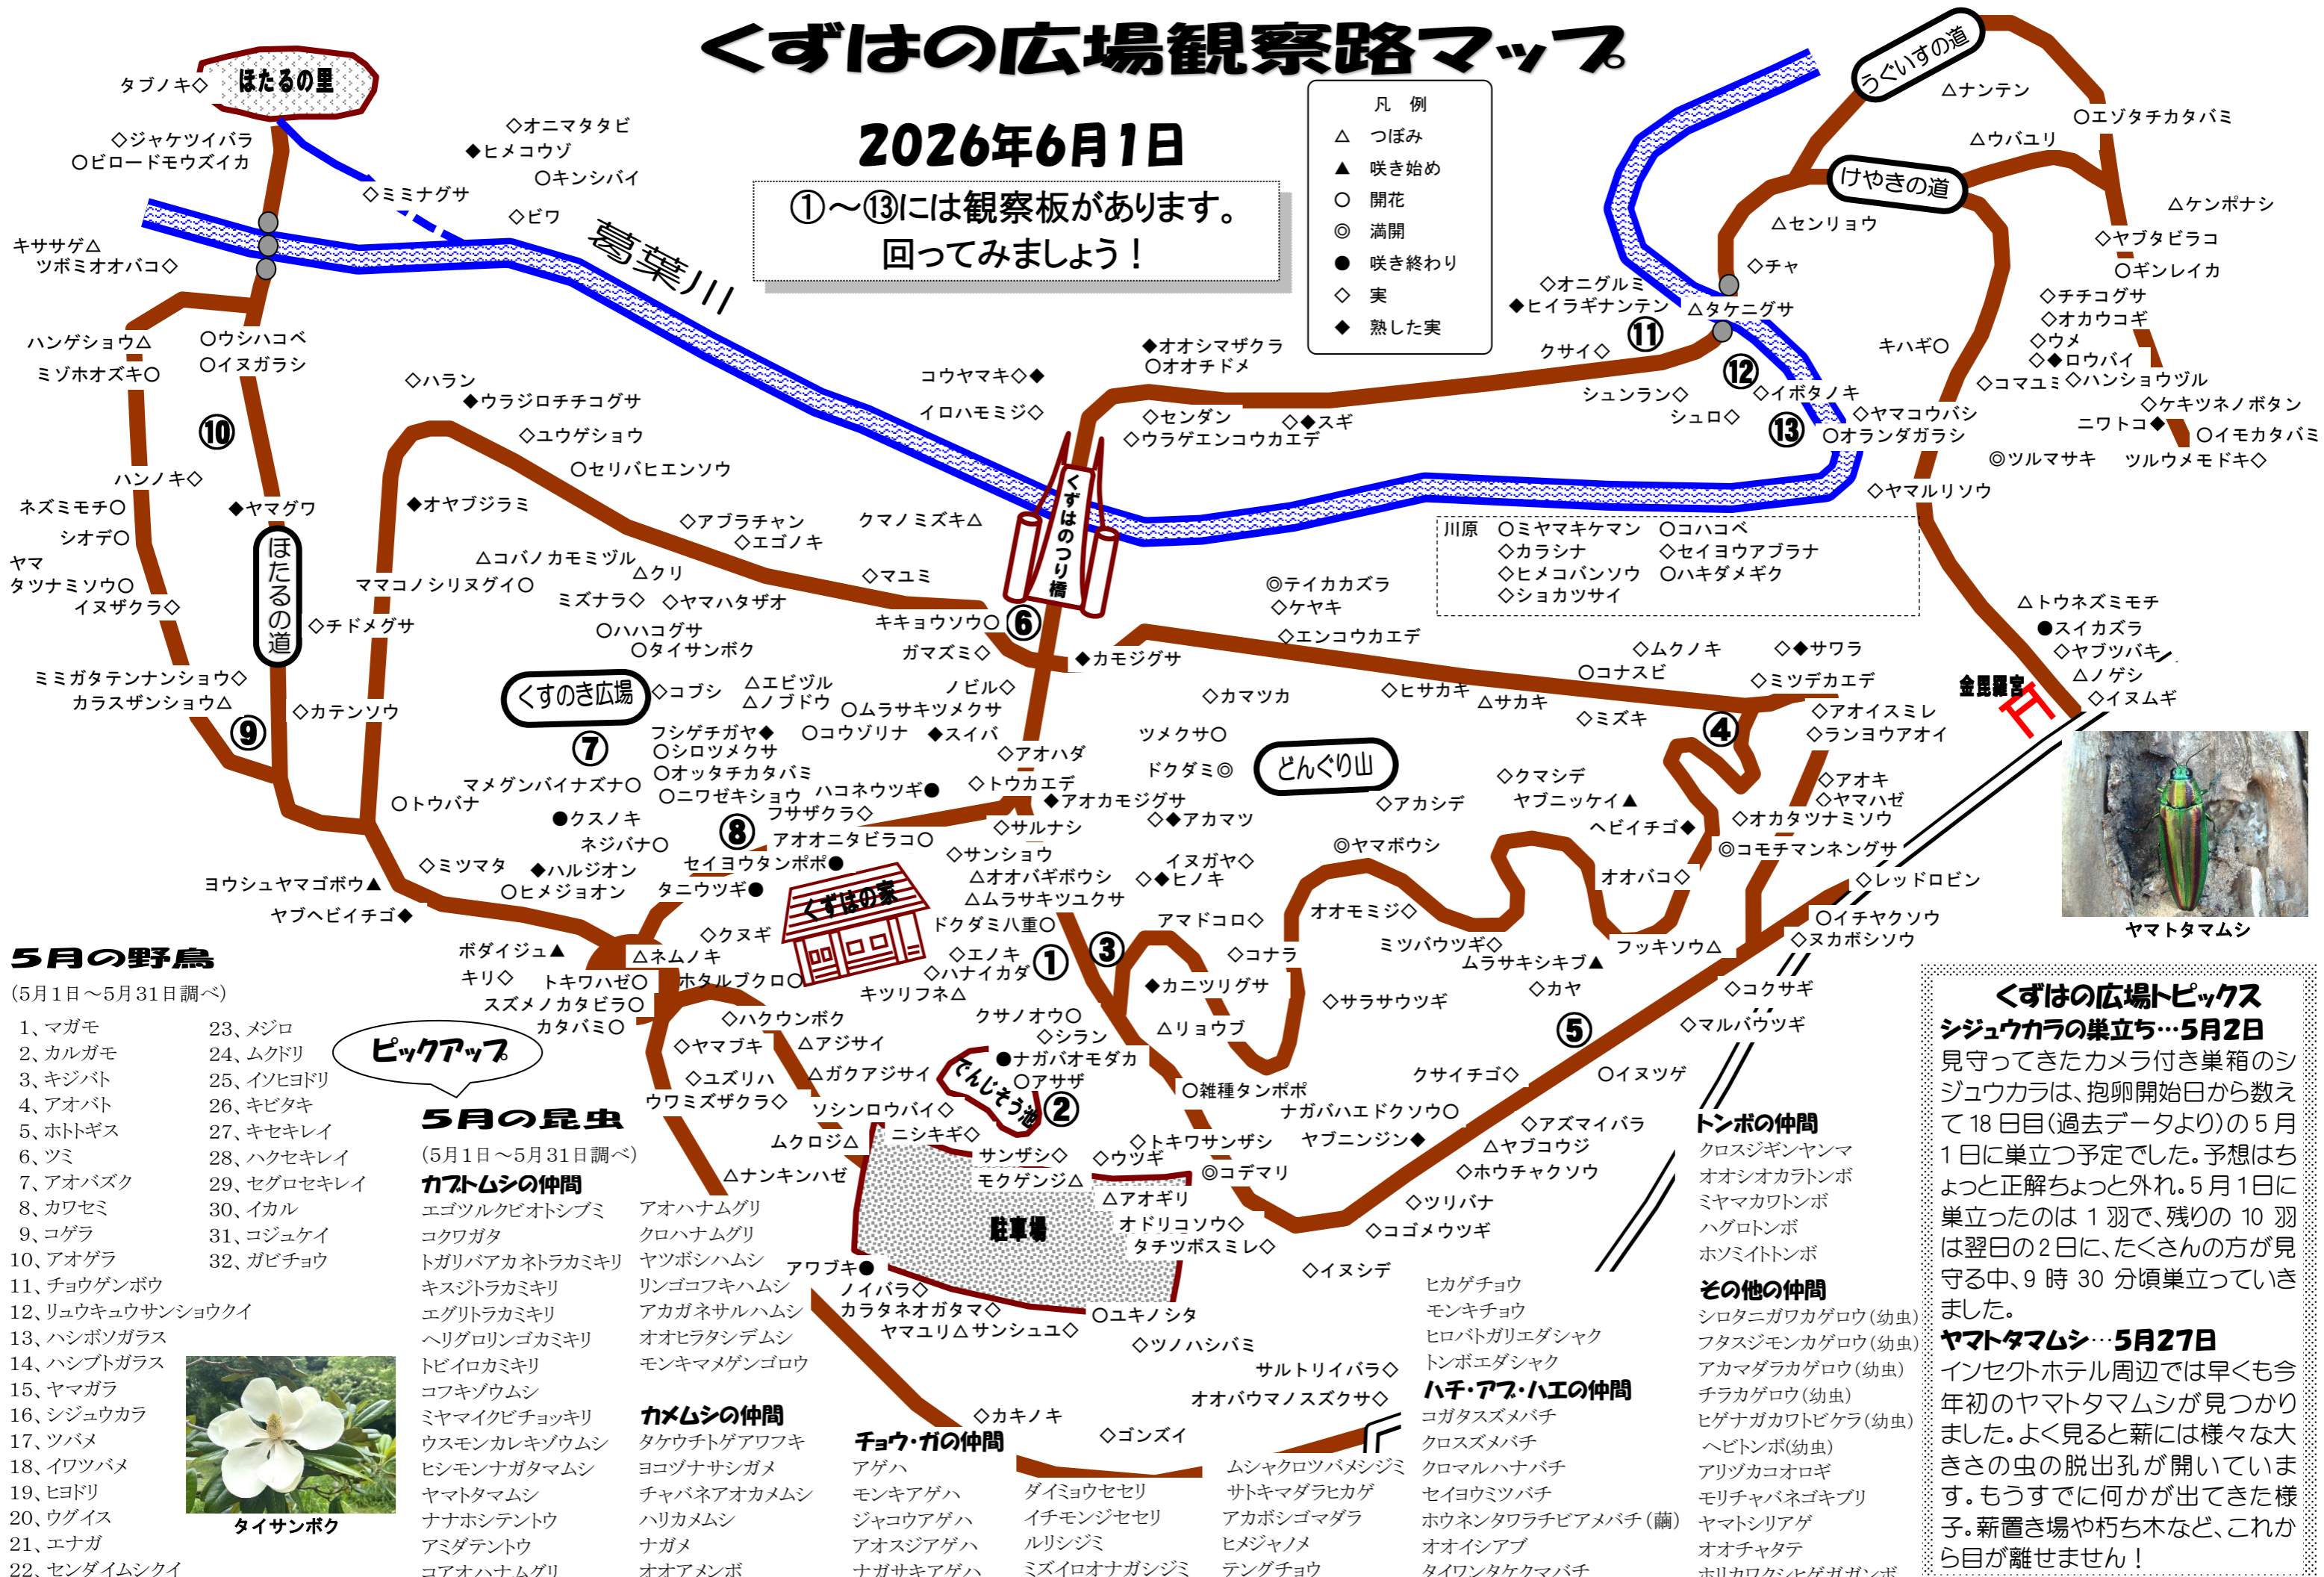 くずはの広場観察路マップ
2026年6月1日
①～⑬には観察板があります。
回ってみましょう！
凡　例
△　つぼみ
▲　咲き始め
○　開花
◎　満開
●　咲き終わり
◇　実
◆　熟した実
ほたるの里
タブノキ◇
◇ジャケツイバラ
○ビロードモウズイカ
◇オニマタタビ
◆ヒメコウゾ
○キンシバイ
◇ミミナグサ
◇ビワ
葛葉川
キササゲ△
ツボミオオバコ◇
ハンゲショウ△
ミゾホオズキ○
○ウシハコベ
○イヌガラシ
⑩
ハンノキ◇
ネズミモチ○
シオデ○
ヤマ
タツナミソウ○
イヌザクラ◇
◆ヤマグワ
ほたるの道
ミミガタテンナンショウ◇
カラスザンショウ△
⑨
◇ハラン
◆ウラジロチチコグサ
◇ユウゲショウ
○セリバヒエンソウ
◆オヤブジラミ
◇アブラチャン
◇エゴノキ
クマノミズキ△
△コバノカモミヅル
△クリ
ママコノシリヌグイ○
ミズナラ◇
◇ヤマハタザオ
◇マユミ
◇チドメグサ
○ハハコグサ
○タイサンボク
キキョウソウ○
⑥
ガマズミ◇
◆カモジグサ
◇カテンソウ
くすのき広場
⑦
◇コブシ
△エビヅル
△ノブドウ
ノビル◇
○ムラサキツメクサ
フシゲチガヤ◆
○コウゾリナ
◆スイバ
○シロツメクサ
○オッタチカタバミ
マメグンバイナズナ○
○ニワゼキショウ
ハコネウツギ●
◇アオハダ
◇トウカエデ
◆アオカモジグサ
○トウバナ
フサザクラ◇
●クスノキ
⑧
ネジバナ○
アオオニタビラコ○
◇サルナシ
◇◆アカマツ
◇ミツマタ
◆ハルジオン
○ヒメジョオン
セイヨウタンポポ●
タニウツギ●
くずはの家
◇サンショウ
△オオバギボウシ
△ムラサキツユクサ
イヌガヤ◇
◇◆ヒノキ
ヨウシュヤマゴボウ▲
ヤブヘビイチゴ◆
ドクダミ八重○
アマドコロ◇
ボダイジュ▲
△ネムノキ
◇クヌギ
◇エノキ
①
③
キリ◇
トキワハゼ○
ホタルブクロ○
◇ハナイカダ
スズメノカタビラ○
カタバミ○
キツリフネ△
◇コナラ
◆カニツリグサ
クサノオウ○
◇シラン
◇ハクウンボク
◇ヤマブキ
△アジサイ
●ナガバオモダカ
○アサザ
でんじそう池
②
△リョウブ
◇ユズリハ
△ガクアジサイ
ウワミズザクラ◇
ソシンロウバイ◇
ニシキギ◇
ムクロジ△
サンザシ◇
◇ウツギ
◇トキワサンザシ
△ナンキンハゼ
モクゲンジ△
◎コデマリ
△アオギリ
駐車場
オドリコソウ◇
タチツボスミレ◇
アワブキ●
ノイバラ◇
カラタネオガタマ◇
ヤマユリ△
サンシュユ◇
○ユキノシタ
◇ツノハシバミ
サルトリイバラ◇
オオバウマノスズクサ◇
◇カキノキ
◇ゴンズイ
◇イヌシデ
くずはのつり橋
コウヤマキ◇◆
イロハモミジ◇
◆オオシマザクラ
○オオチドメ
◇センダン
◇◆スギ
◇ウラゲエンコウカエデ
◇オニグルミ
◆ヒイラギナンテン
⑪
クサイ◇
シュンラン◇
シュロ◇
△タケニグサ
⑫
◇イボタノキ
⑬
◇チャ
△センリョウ
うぐいすの道
けやきの道
△ナンテン
○エゾタチカタバミ
△ウバユリ
△ケンポナシ
◇ヤブタビラコ
○ギンレイカ
◇チチコグサ
◇オカウコギ
◇ウメ
◇◆ロウバイ
キハギ○
◇コマユミ
◇ハンショウヅル
◇ケキツネノボタン
◇ヤマコウバシ
○オランダガラシ
ニワトコ◆
○イモカタバミ
◎ツルマサキ
ツルウメモドキ◇
◇ヤマルリソウ
川原　○ミヤマキケマン　○コハコベ
◇カラシナ　◇セイヨウアブラナ
◇ヒメコバンソウ　○ハキダメギク
◇ショカツサイ
◎テイカカズラ
◇ケヤキ
◇エンコウカエデ
△トウネズミモチ
●スイカズラ
◇ヤブツバキ
△ノゲシ
◇イヌムギ
金毘羅宮
◇ムクノキ
◇◆サワラ
○コナスビ
◇ミツデカエデ
◇カマツカ
◇ヒサカキ
△サカキ
◇ミズキ
④
◇アオイスミレ
◇ランヨウアオイ
ツメクサ○
ドクダミ◎
どんぐり山
◇クマシデ
◇アカシデ
ヤブニッケイ▲
◇アオキ
◇ヤマハゼ
ヘビイチゴ◆
◇オカタツナミソウ
◎ヤマボウシ
◎コモチマンネングサ
オオバコ◇
◇レッドロビン
オオモミジ◇
○イチヤクソウ
◇ヌカボシソウ
ミツバウツギ◇
フッキソウ△
ムラサキシキブ▲
◇カヤ
◇コクサギ
◇サラサウツギ
⑤
◇マルバウツギ
クサイチゴ◇
○イヌツゲ
○雑種タンポポ
ナガバハエドクソウ○
◇アズマイバラ
ヤブニンジン◆
△ヤブコウジ
◇ホウチャクソウ
◇ツリバナ
◇コゴメウツギ
ヤマトタマムシ
5月の野鳥
(5月1日～5月31日調べ)
1、マガモ
2、カルガモ
3、キジバト
4、アオバト
5、ホトトギス
6、ツミ
7、アオバズク
8、カワセミ
9、コゲラ
10、アオゲラ
11、チョウゲンボウ
12、リュウキュウサンショウクイ
13、ハシボソガラス
14、ハシブトガラス
15、ヤマガラ
16、シジュウカラ
17、ツバメ
18、イワツバメ
19、ヒヨドリ
20、ウグイス
21、エナガ
22、センダイムシクイ
23、メジロ
24、ムクドリ
25、イソヒヨドリ
26、キビタキ
27、キセキレイ
28、ハクセキレイ
29、セグロセキレイ
30、イカル
31、コジュケイ
32、ガビチョウ
タイサンボク
ピックアップ
5月の昆虫
(5月1日～5月31日調べ)
カブトムシの仲間
エゴツルクビオトシブミ
コクワガタ
トガリバアカネトラカミキリ
キスジトラカミキリ
エグリトラカミキリ
ヘリグロリンゴカミキリ
トビイロカミキリ
コフキゾウムシ
ミヤマイクビチョッキリ
ウスモンカレキゾウムシ
ヒシモンナガタマムシ
ヤマトタマムシ
ナナホシテントウ
アミダテントウ
コアオハナムグリ
アオハナムグリ
クロハナムグリ
ヤツボシハムシ
リンゴコフキハムシ
アカガネサルハムシ
オオヒラタシデムシ
モンキマメゲンゴロウ
カメムシの仲間
タケウチトゲアワフキ
ヨコヅナサシガメ
チャバネアオカメムシ
ハリカメムシ
ナガメ
オオアメンボ
チョウ・ガの仲間
アゲハ
モンキアゲハ
ジャコウアゲハ
アオスジアゲハ
ナガサキアゲハ
ダイミョウセセリ
イチモンジセセリ
ルリシジミ
ミズイロオナガシジミ
ムシャクロツバメシジミ
サトキマダラヒカゲ
アカボシゴマダラ
ヒメジャノメ
テングチョウ
ヒカゲチョウ
モンキチョウ
ヒロバトガリエダシャク
トンボエダシャク
ハチ・アブ・ハエの仲間
コガタスズメバチ
クロスズメバチ
クロマルハナバチ
セイヨウミツバチ
ホウネンタワラチビアメバチ(繭)
オオイシアブ
タイワンタケクマバチ
トンボの仲間
クロスジギンヤンマ
オオシオカラトンボ
ミヤマカワトンボ
ハグロトンボ
ホソミイトトンボ
その他の仲間
シロタニガワカゲロウ(幼虫)
フタスジモンカゲロウ(幼虫)
アカマダラカゲロウ(幼虫)
チラカゲロウ(幼虫)
ヒゲナガカワトビケラ(幼虫)
ヘビトンボ(幼虫)
アリヅカコオロギ
モリチャバネゴキブリ
ヤマトシリアゲ
オオチャタテ
ホリカワクシヒゲガガンボ
くずはの広場トピックス
シジュウカラの巣立ち…5月2日
見守ってきたカメラ付き巣箱のシ
ジュウカラは、抱卵開始日から数え
て18日目(過去データより)の5月
1日に巣立つ予定でした。予想はち
ょっと正解ちょっと外れ。5月1日に
巣立ったのは1羽で、残りの10羽
は翌日の2日に、たくさんの方が見
守る中、9時30分頃巣立っていき
ました。
ヤマトタマムシ…5月27日
インセクトホテル周辺では早くも今
年初のヤマトタマムシが見つかり
ました。よく見ると薪には様々な大
きさの虫の脱出孔が開いていま
す。もうすでに何かが出てきた様
子。薪置き場や朽ち木など、これか
ら目が離せません！